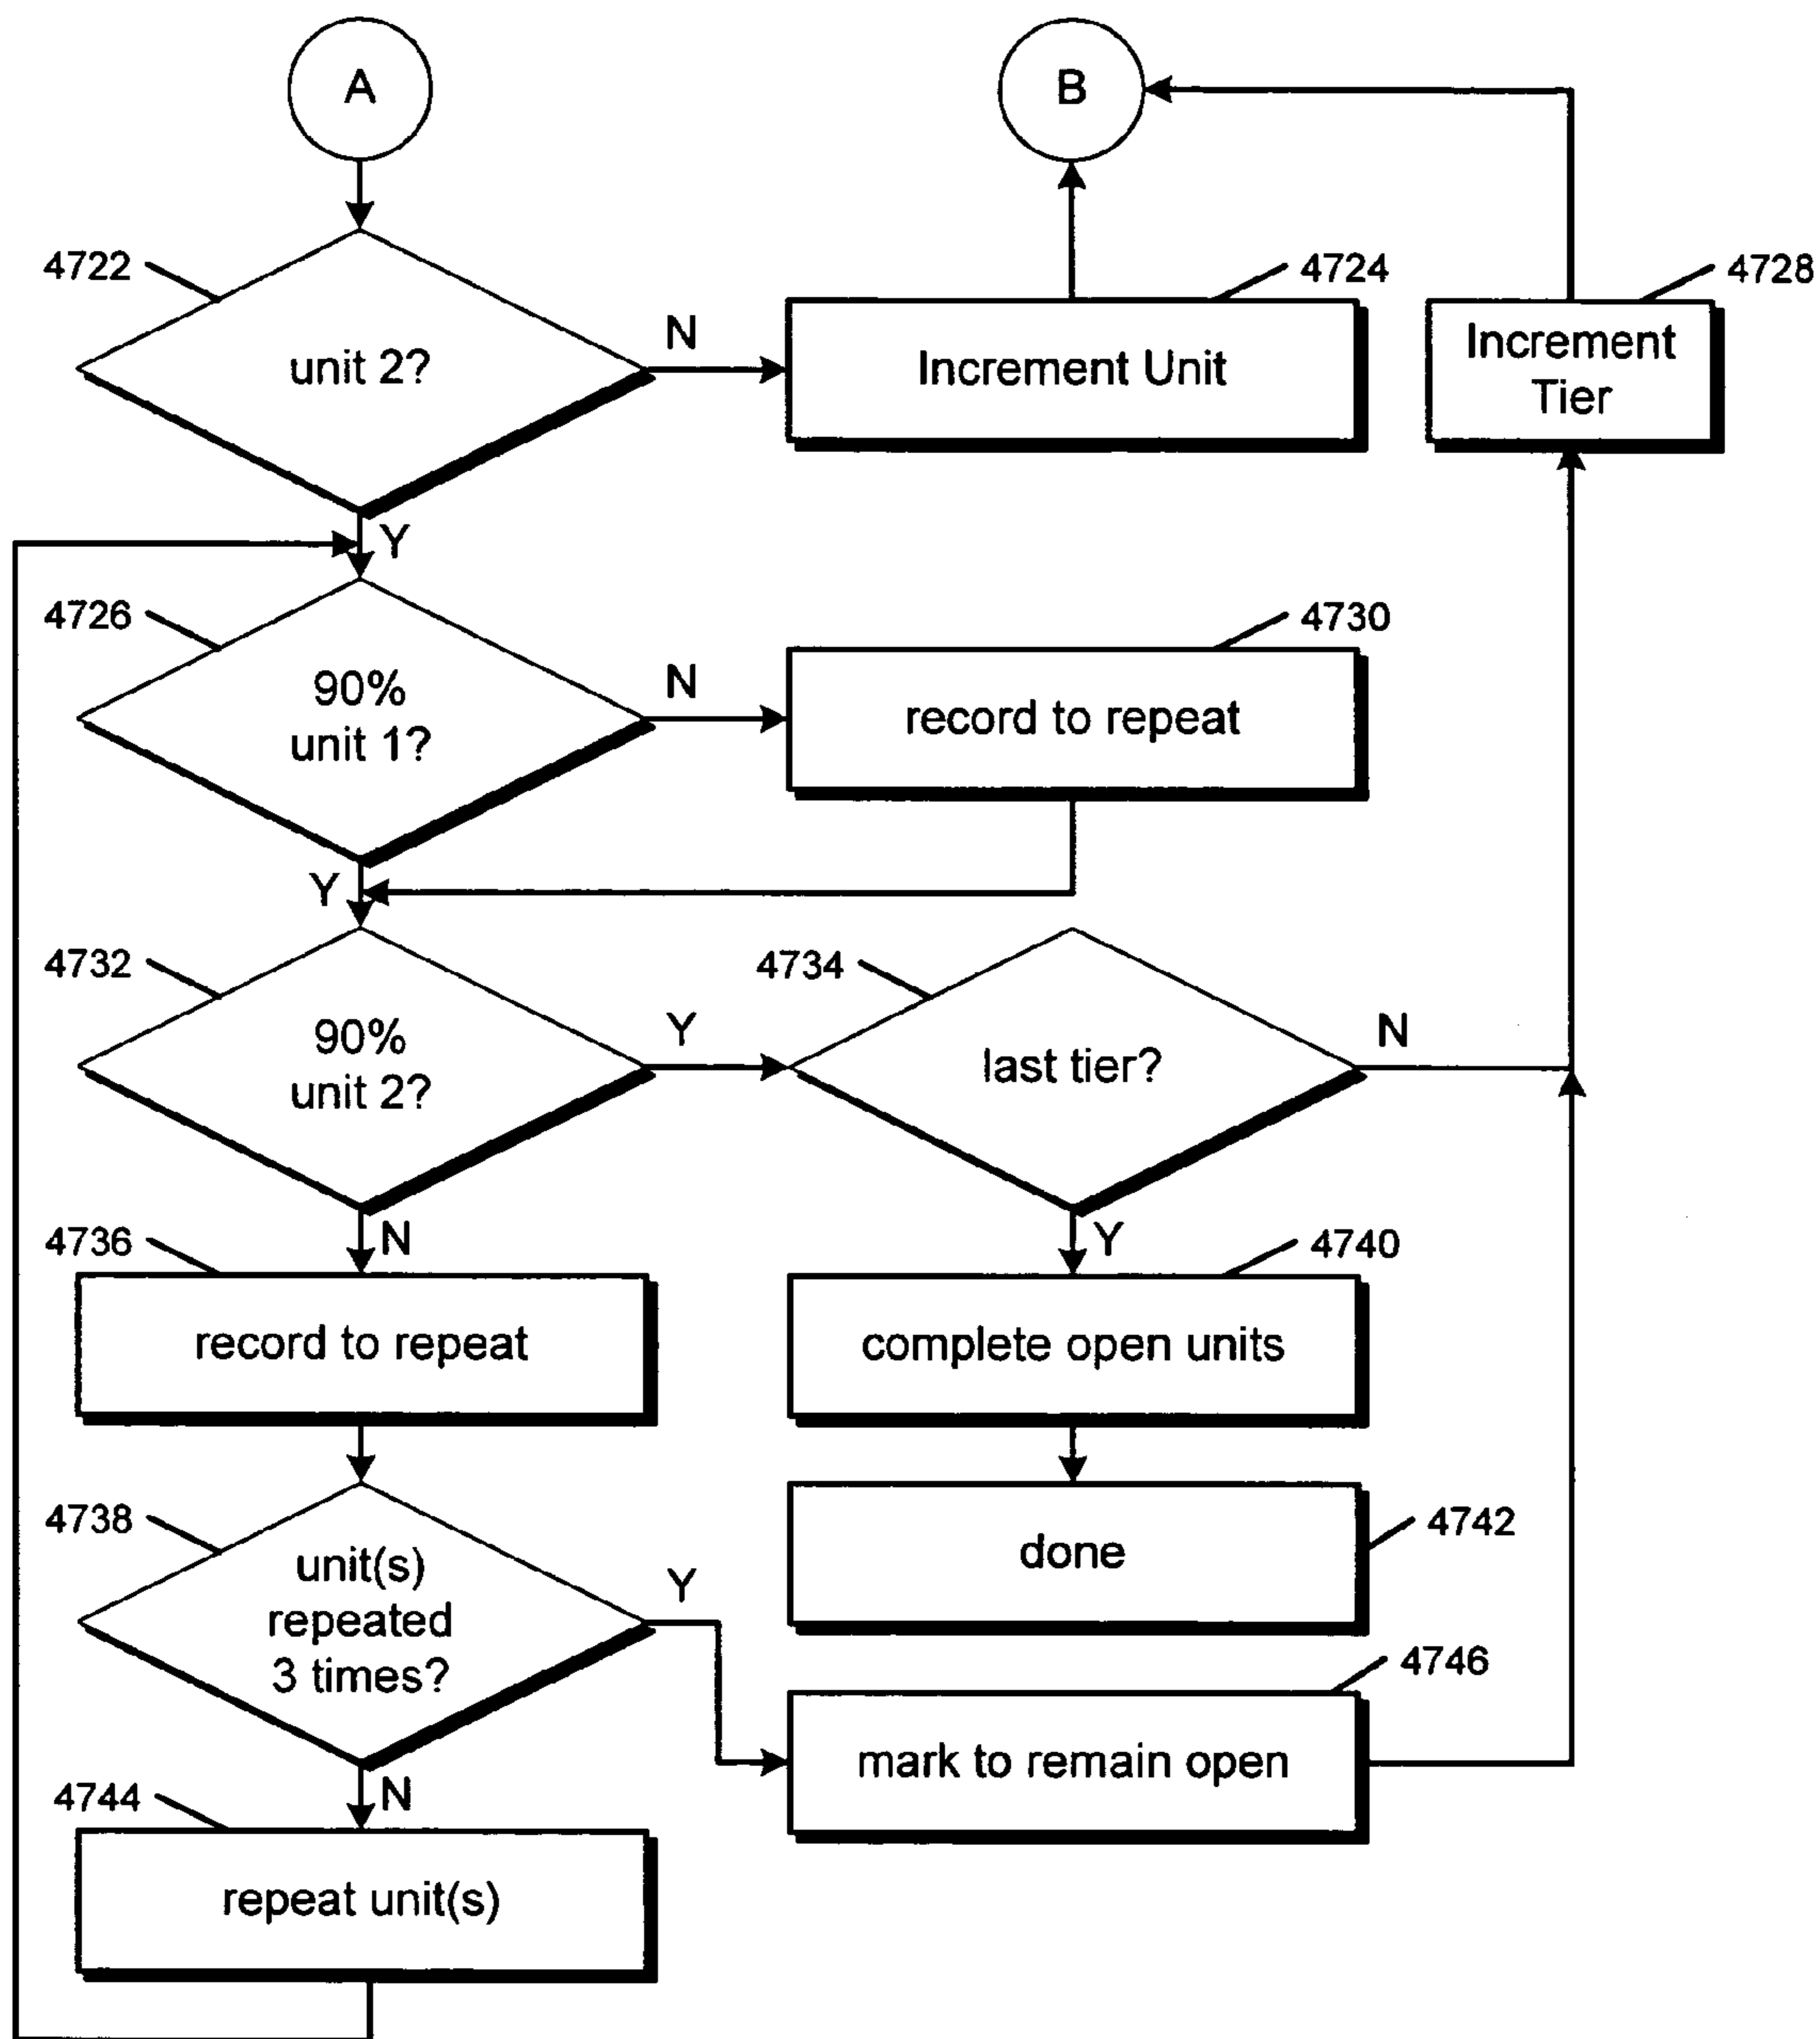 A
B
4722
unit 2?
N
4724
Increment Unit
4728
Increment
Tier
Y
4726
90%
unit 1?
N
4730
record to repeat
Y
4732
90%
unit 2?
Y
4734
last tier?
N
N
4736
record to repeat
Y
4740
complete open units
4738
unit(s)
repeated
3 times?
Y
done
4742
N
4744
repeat unit(s)
4746
mark to remain open